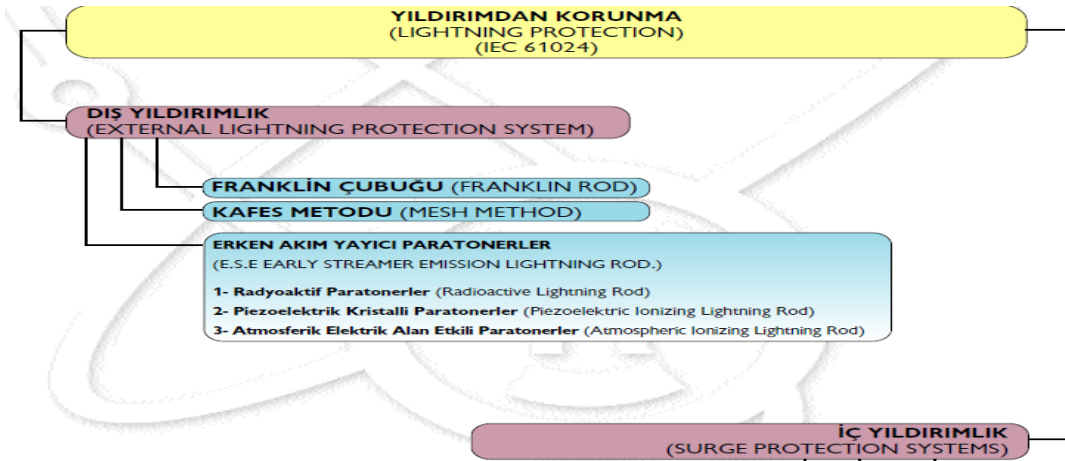 YILDIRIMDAN KORUNMA
(LIGHTNING PROTECTION)
(IEC 61024)
DIŞ YILDIRIMLIK
(EXTERNAL LIGHTNING PROTECTION SYSTEM)
FRANKLİN ÇUBUĞU (FRANKLIN ROD)
KAFES METODU (MESH METHOD)
ERKEN AKIM YAYICI PARATONERLER
(E.S.E EARLY STREAMER EMISSION LIGHTNING ROD.)
1- Radyoaktif Paratonerler (Radioactive Lightning Rod)
2- Piezoelektrik Kristalli Paratonerler (Piezoelektric Ionizing Lightning Rod)
3- Atmosferik Elektrik Alan Etkili Paratonerler (Atmospheric Ionizing Lightning Rod)
İÇ YILDIRIMLIK
(SURGE PROTECTION SYSTEMS)